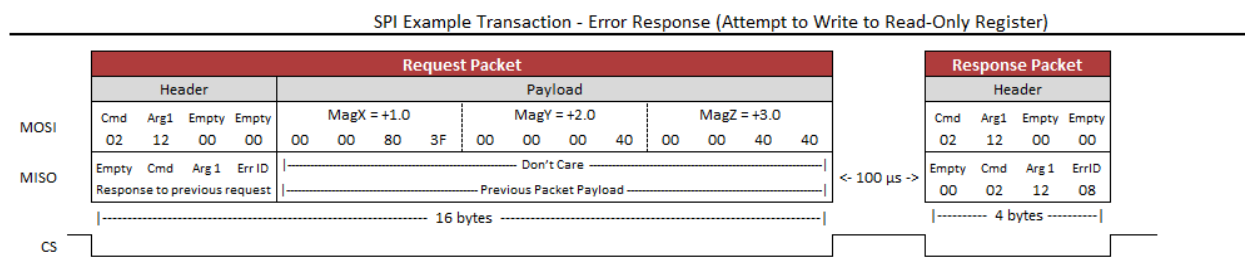 SPI Example Transaction - Error Response (Attempt to Write to Read-Only Register)
Request Packet
Response Packet
Header Payload
Header
Cmd Arg1 Empty Empty MagX = +1.0 MagY = +2.0 MagZ = +3.0
Cmd Arg1 Empty Empty
MOSI
02 12 00 00 00 00 80 3F 00 00 00 40 00 00 40 40
02 12 00 00
Empty Cmd Arg 1 Err ID |--- Don't Care ---|
Empty Cmd Arg 1 ErrID
MISO
<- 100 µs ->
Response to previous request |--- Previous Packet Payload ---|
00 02 12 08
|--- 16 bytes ---|
|--- 4 bytes ---|
CS